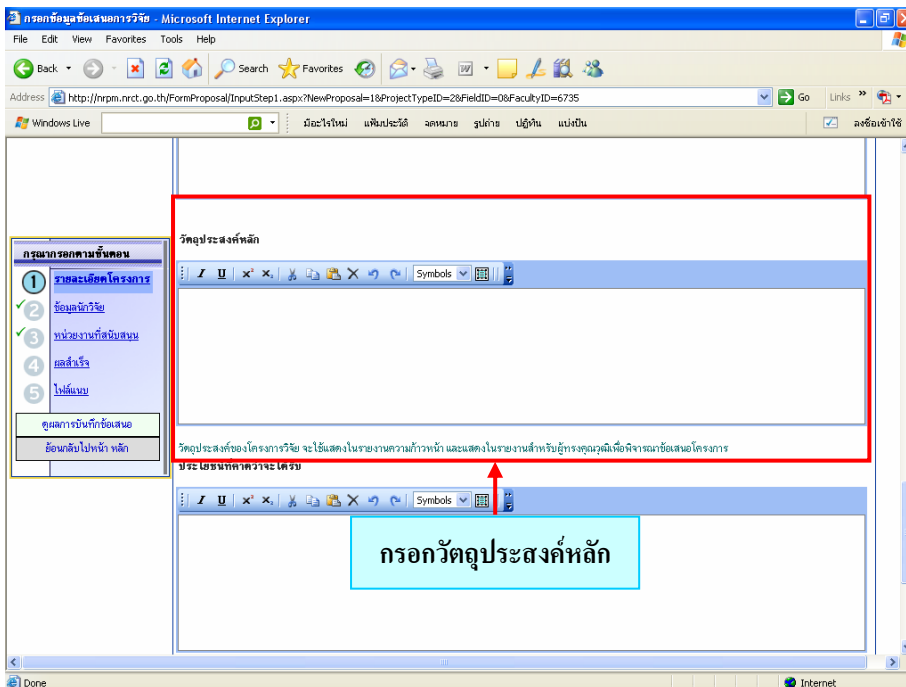 กรอกข้อมูลข้อเสนอการวิจัย - Microsoft Internet Explorer
File Edit View Favorites Tools Help
Back Search Favorites
Address http://nrpm.nrct.go.th/FormProposal/InputStep1.aspx?NewProposal=1&ProjectTypeID=2&FieldID=0&FacultyID=6735 Go Links
Windows Live มีอะไรใหม่ แฟ้มประวัติ จดหมาย รูปถ่าย ปฏิทิน แบ่งปัน ลงชื่อเข้าใช้
วัตถุประสงค์หลัก
กรุณากรอกตามขั้นตอน
1 รายละเอียดโครงการ
2 ข้อมูลนักวิจัย
3 หน่วยงานที่สนับสนุน
4 ผลสำเร็จ
5 ไฟล์แนบ
ดูผลการบันทึกข้อเสนอ
ย้อนกลับไปหน้า หลัก
I U x² x₂ Symbols
วัตถุประสงค์ของโครงการวิจัย จะใช้แสดงในรายงานความก้าวหน้า และแสดงในรายงานสำหรับผู้ทรงคุณวุฒิเพื่อพิจารณาข้อเสนอโครงการ
ประโยชน์ที่คาดว่าจะได้รับ
I U x² x₂ Symbols
กรอกวัตถุประสงค์หลัก
Done Internet